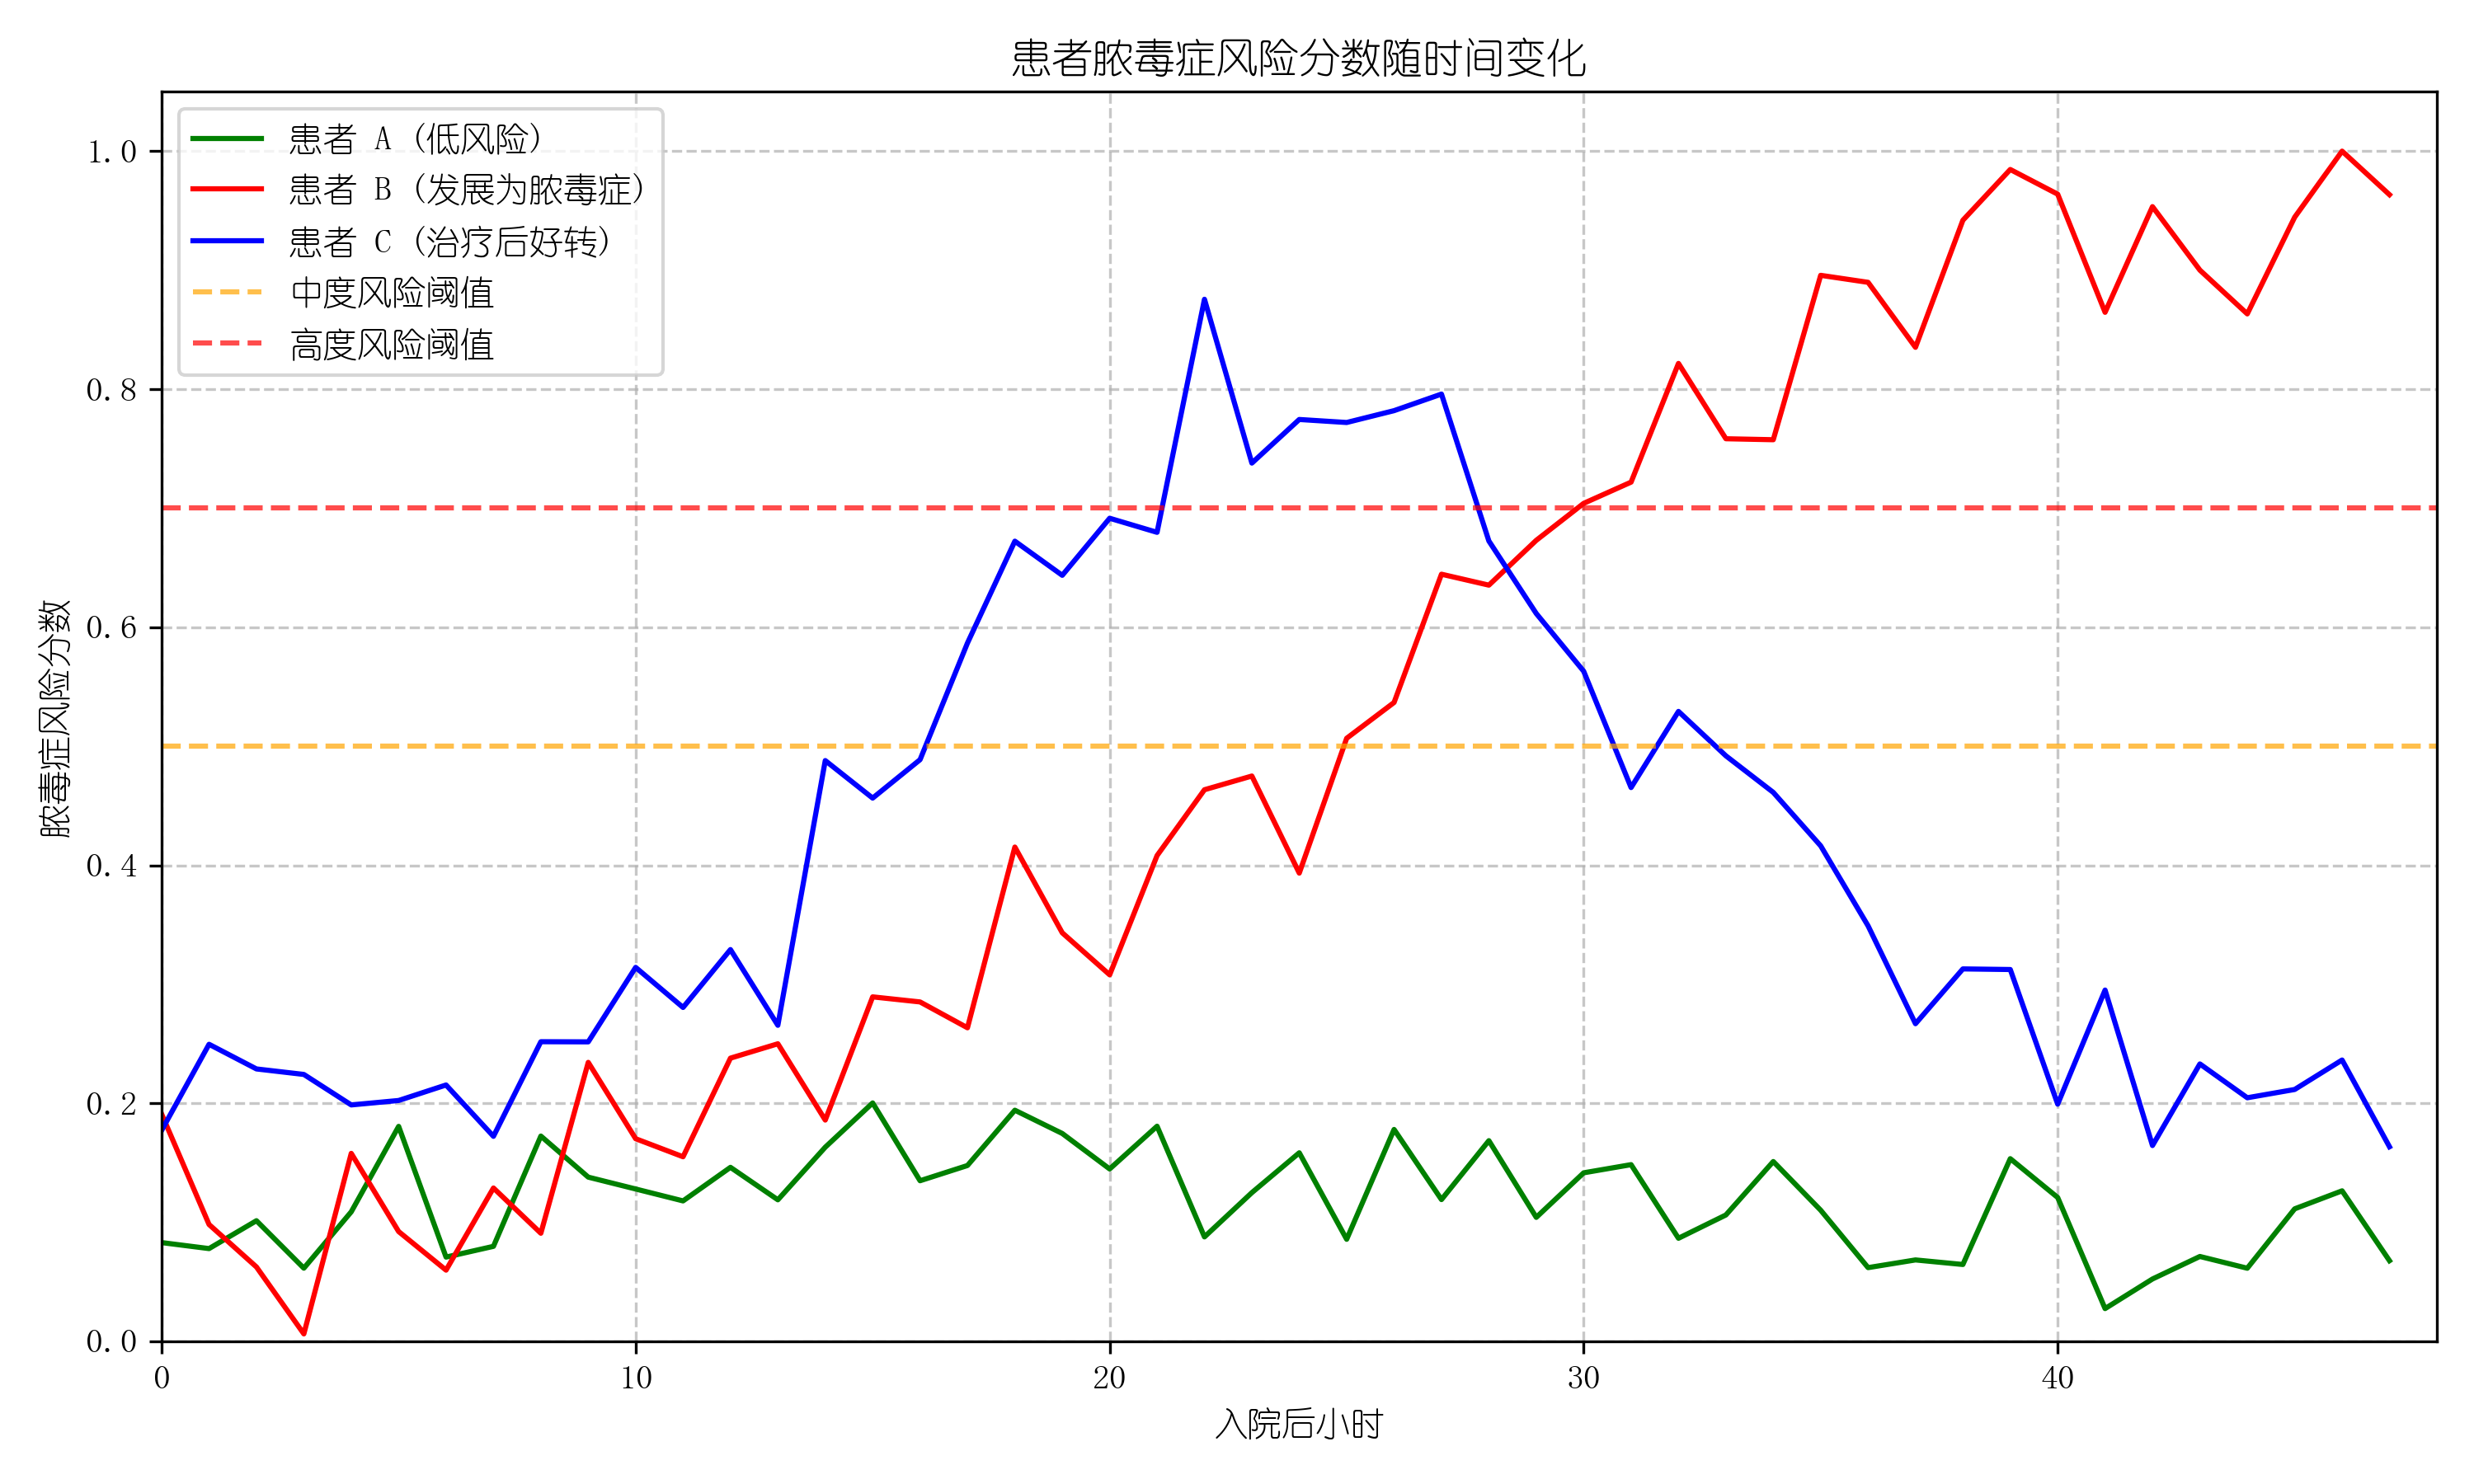 患者脓毒症风险分数随时间变化
患者 A (低风险)
患者 B (发展为脓毒症)
患者 C (治疗后好转)
中度风险阈值
高度风险阈值
脓毒症风险分数
1.0
0.8
0.6
0.4
0.2
0.0
0 10 20 30 40
入院后小时